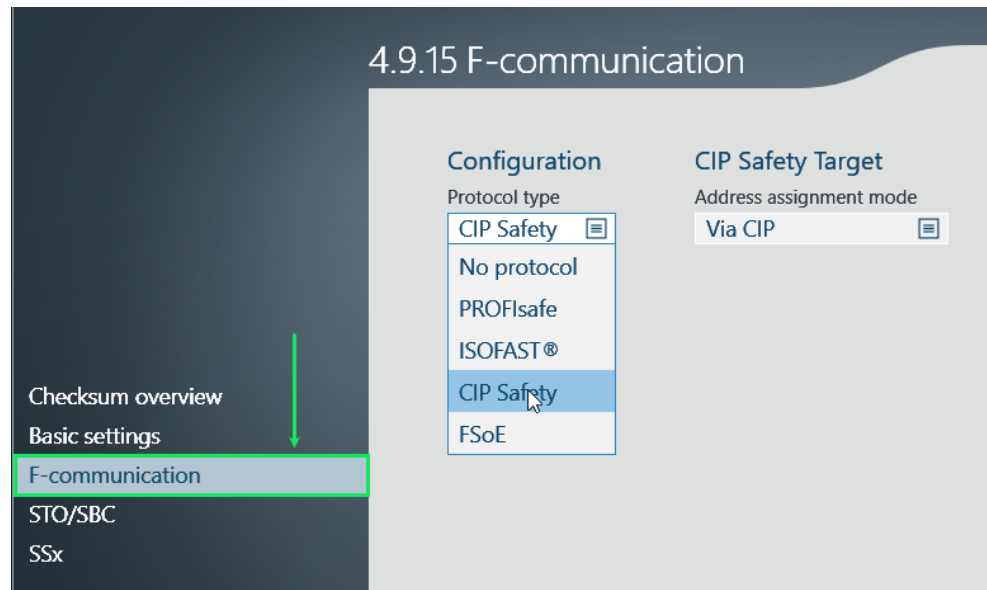 4.9.15 F-communication
Configuration
Protocol type
CIP Safety
No protocol
PROFIsafe
ISOFAST®
CIP Safety
FSoE
CIP Safety Target
Address assignment mode
Via CIP
Checksum overview
Basic settings
F-communication
STO/SBC
SSx